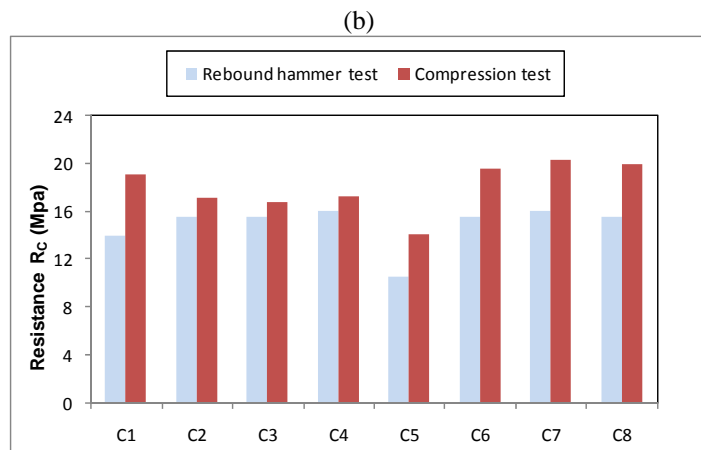 (b)
Rebound hammer test Compression test
Resistance R_C (Mpa)
24
20
16
12
8
4
0
C1 C2 C3 C4 C5 C6 C7 C8